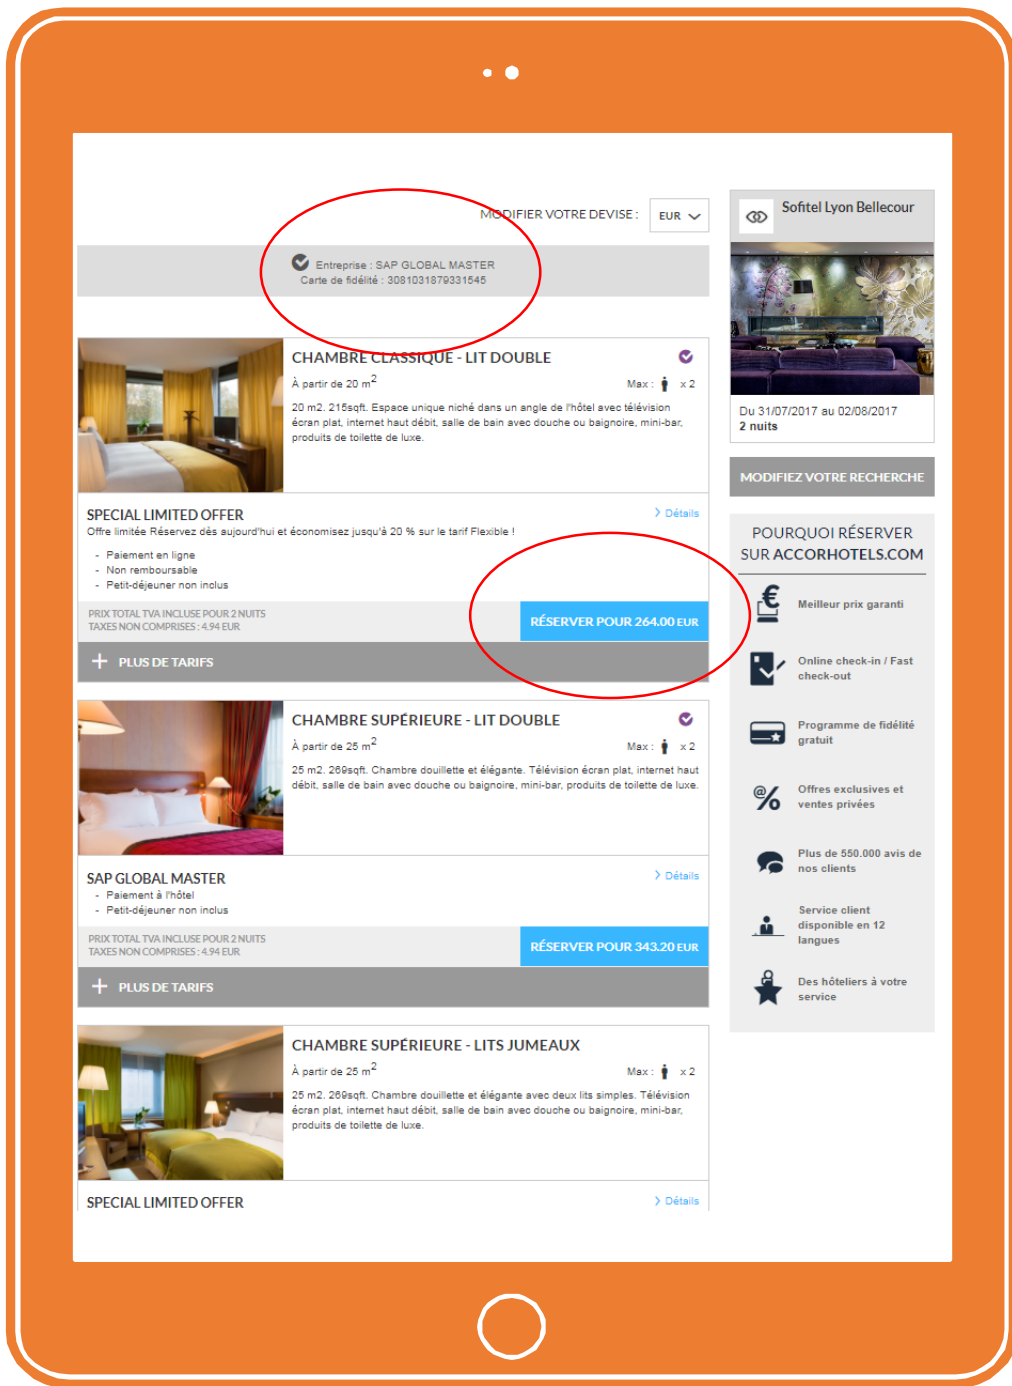 MODIFIER VOTRE DEVISE :
EUR
Entreprise : SAP GLOBAL MASTER
Carte de fidélité : 3081031879331545
CHAMBRE CLASSIQUE - LIT DOUBLE
À partir de 20 m2
Max : x 2
20 m2. 215sqft. Espace unique niché dans un angle de l'hôtel avec télévision
écran plat, internet haut débit, salle de bain avec douche ou baignoire, mini-bar,
produits de toilette de luxe.
SPECIAL LIMITED OFFER
> Détails
Offre limitée Réservez dès aujourd'hui et économisez jusqu'à 20 % sur le tarif Flexible !
- Paiement en ligne
- Non remboursable
- Petit-déjeuner non inclus
PRIX TOTAL TVA INCLUSE POUR 2 NUITS
TAXES NON COMPRISES : 4.94 EUR
RÉSERVER POUR 264.00 EUR
+ PLUS DE TARIFS
CHAMBRE SUPÉRIEURE - LIT DOUBLE
À partir de 25 m2
Max : x 2
25 m2. 269sqft. Chambre douillette et élégante. Télévision écran plat, internet haut
débit, salle de bain avec douche ou baignoire, mini-bar, produits de toilette de luxe.
SAP GLOBAL MASTER
> Détails
- Paiement à l'hôtel
- Petit-déjeuner non inclus
PRIX TOTAL TVA INCLUSE POUR 2 NUITS
TAXES NON COMPRISES : 4.94 EUR
RÉSERVER POUR 343.20 EUR
+ PLUS DE TARIFS
CHAMBRE SUPÉRIEURE - LITS JUMEAUX
À partir de 25 m2
Max : x 2
25 m2. 269sqft. Chambre douillette et élégante avec deux lits simples. Télévision
écran plat, internet haut débit, salle de bain avec douche ou baignoire, mini-bar,
produits de toilette de luxe.
SPECIAL LIMITED OFFER
> Détails
Sofitel Lyon Bellecour
Du 31/07/2017 au 02/08/2017
2 nuits
MODIFIEZ VOTRE RECHERCHE
POURQUOI RÉSERVER
SUR ACCORHOTELS.COM
Meilleur prix garanti
Online check-in / Fast
check-out
Programme de fidélité
gratuit
Offres exclusives et
ventes privées
Plus de 550.000 avis de
nos clients
Service client
disponible en 12
langues
Des hôteliers à votre
service